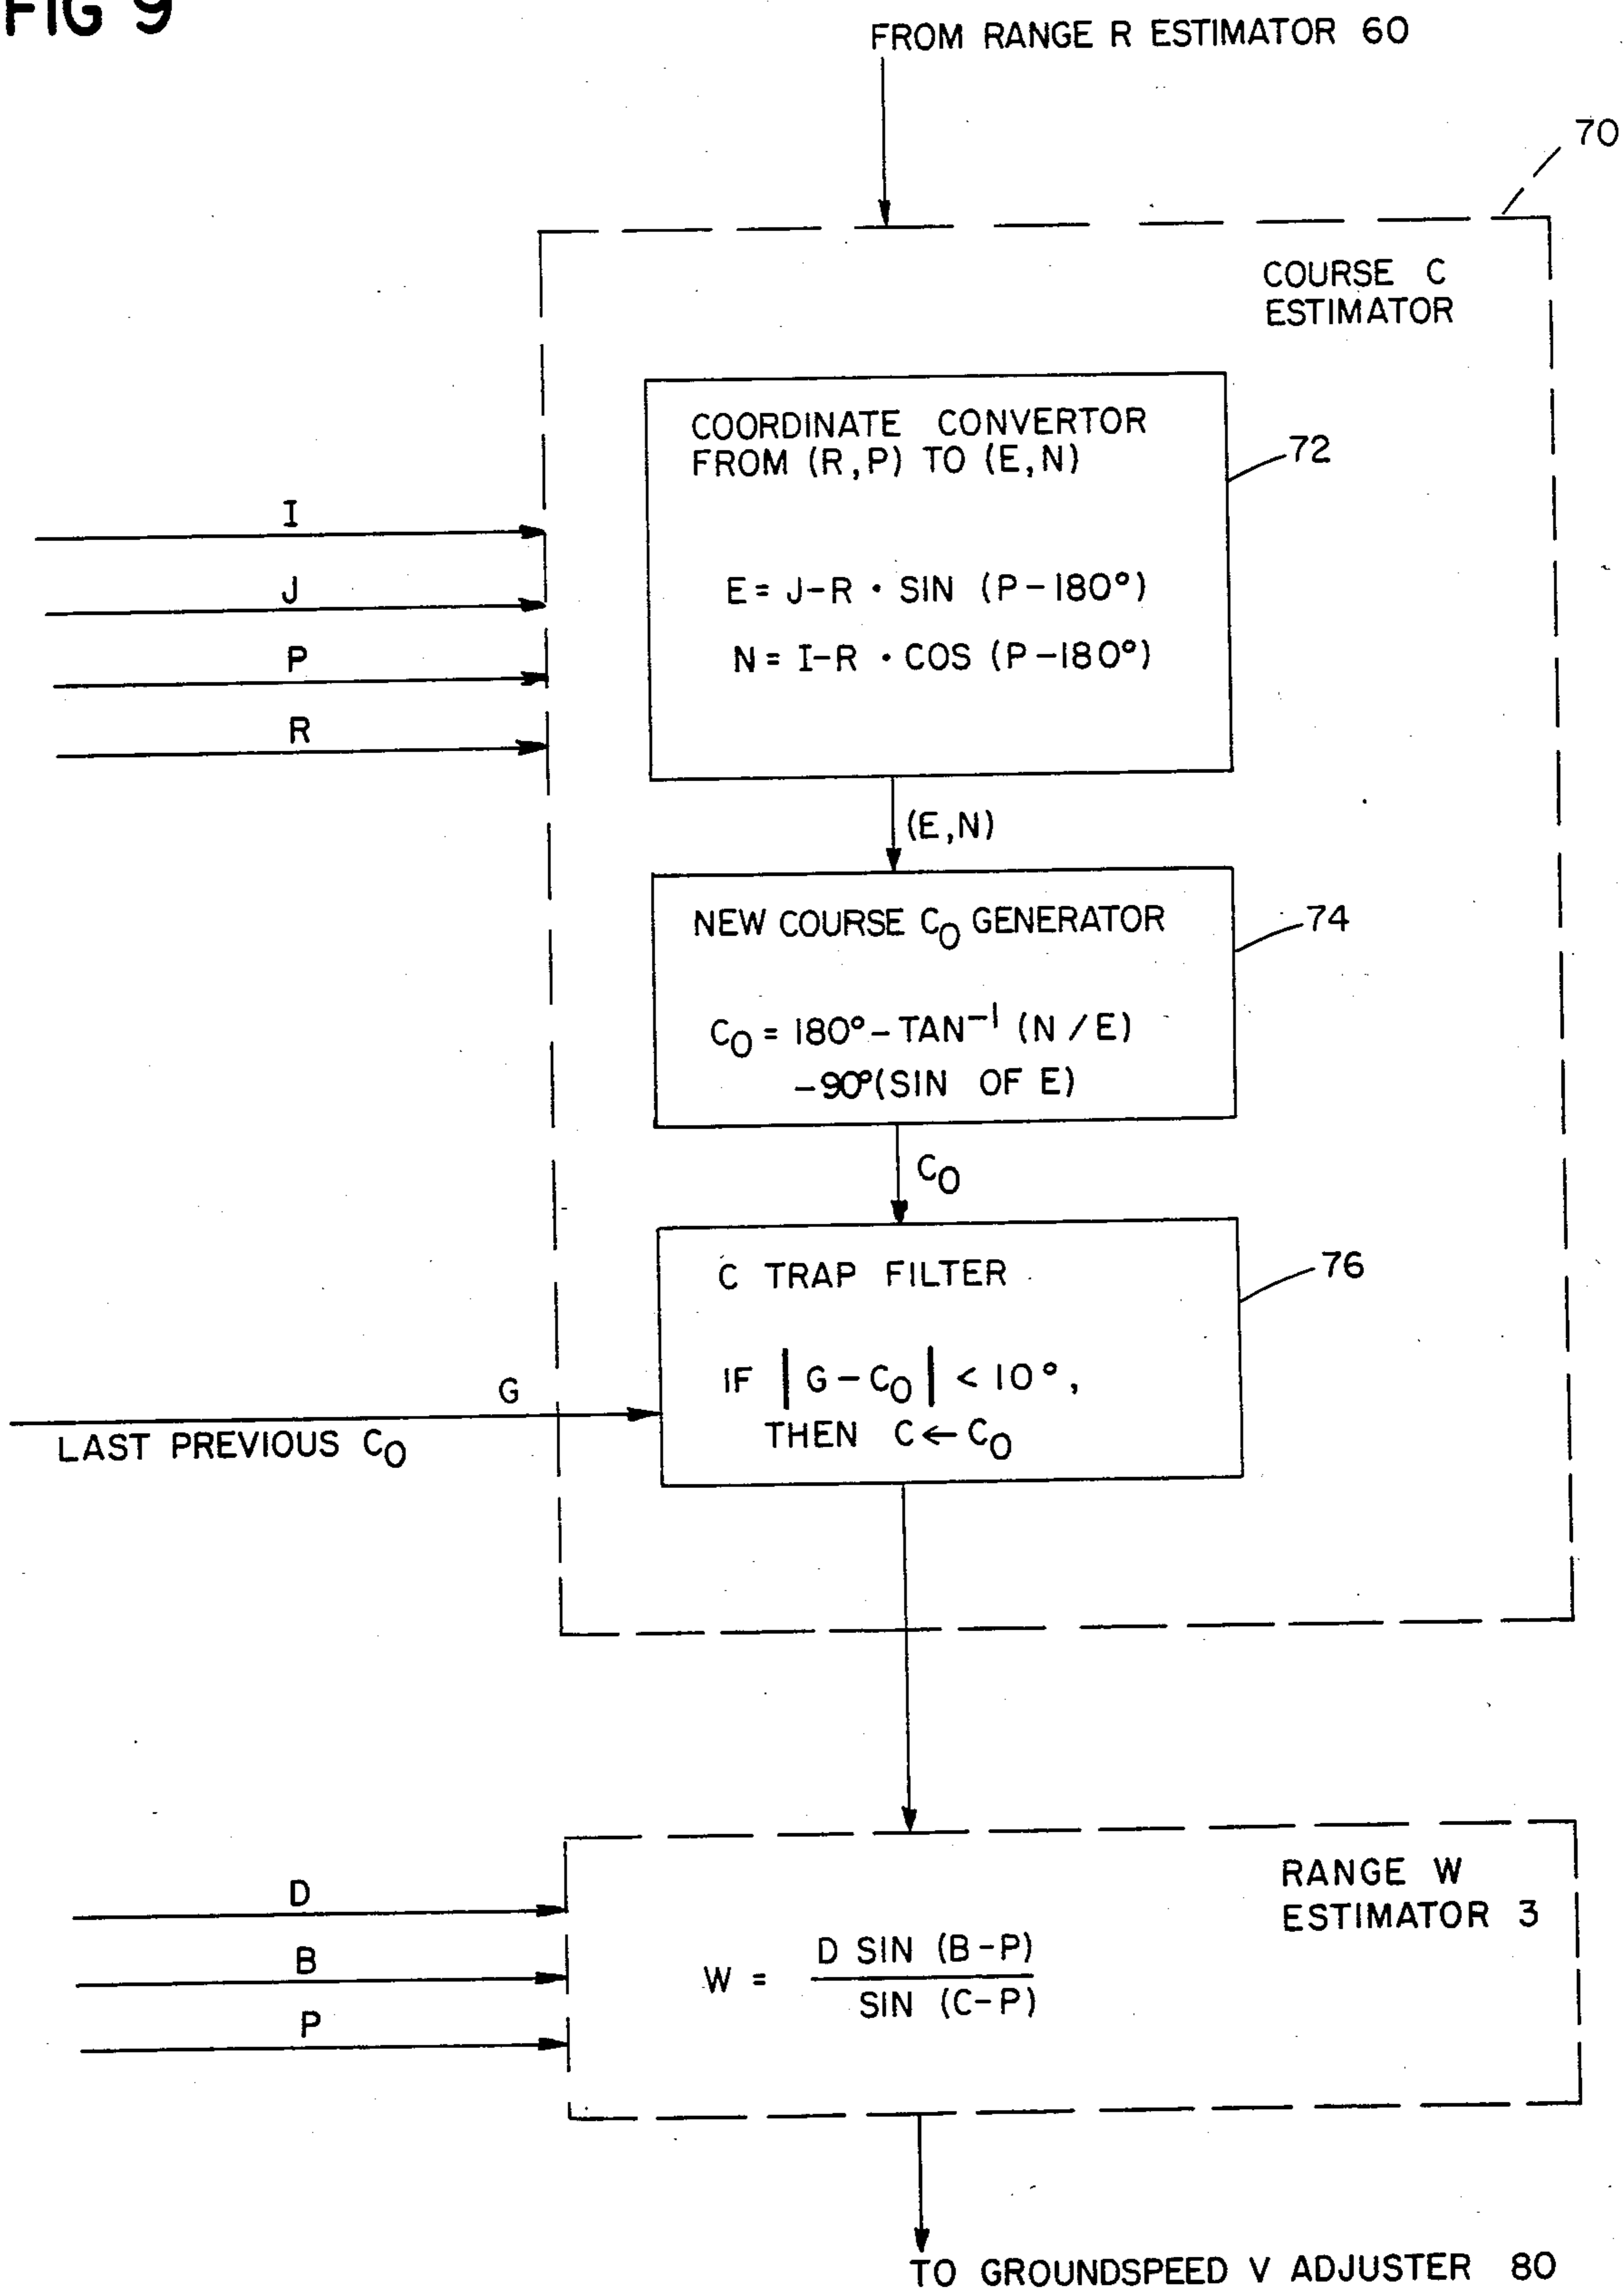 FIG 9
FROM RANGE R ESTIMATOR 60
70
COURSE C
ESTIMATOR
COORDINATE CONVERTOR
FROM (R,P) TO (E,N)
72
E = J-R • SIN (P-180°)
N = I-R • COS (P-180°)
I
J
P
R
(E,N)
NEW COURSE C₀ GENERATOR
74
C₀ = 180° - TAN⁻¹ (N / E)
-90°(SIN OF E)
C₀
C TRAP FILTER
76
IF |G-C₀| < 10°,
THEN C ← C₀
G
LAST PREVIOUS C₀
RANGE W
ESTIMATOR 3
D
B
P
W = D SIN (B-P)
SIN (C-P)
TO GROUNDSPEED V ADJUSTER 80